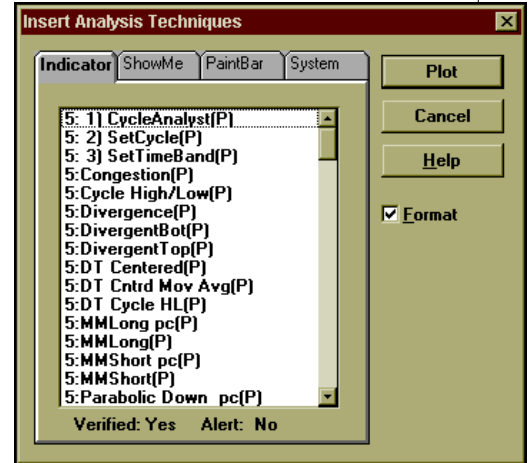 Insert Analysis Techniques
Indicator ShowMe PaintBar System
5: 1) CycleAnalyst(P)
5: 2) SetCycle(P)
5: 3) SetTimeBand(P)
5:Congestion(P)
5:Cycle High/Low(P)
5:Divergence(P)
5:DivergentBot(P)
5:DivergentTop(P)
5:DT Centered(P)
5:DT Cntrd Mov Avg(P)
5:DT Cycle HL(P)
5:MMLong pc(P)
5:MMLong(P)
5:MMShort pc(P)
5:MMShort(P)
5:Parabolic Down  pc(P)
Verified: Yes Alert: No
Plot
Cancel
Help
Format